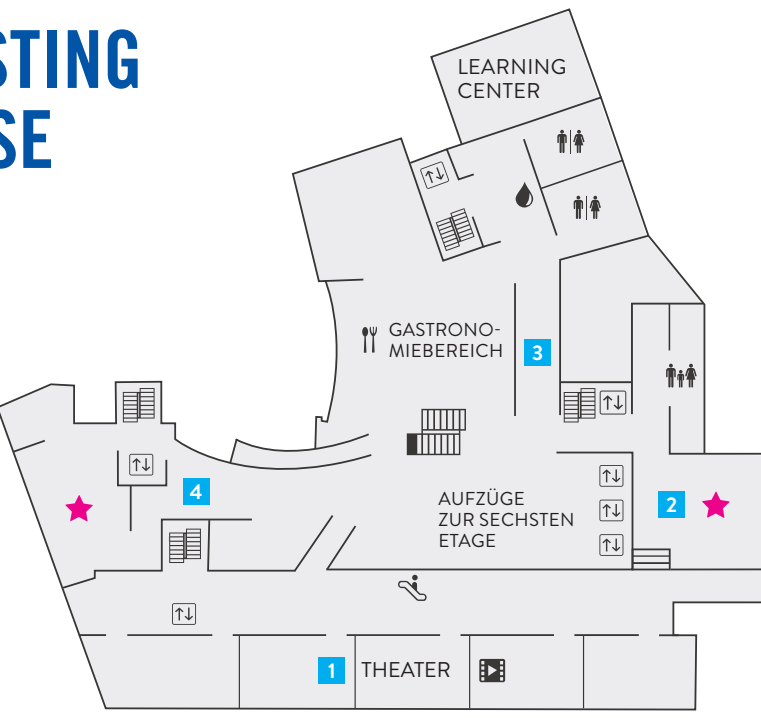 STING
SE
LEARNING
CENTER
GASTRONO-
MIEBEREICH
3
4
AUFZÜGE
ZUR SECHSTEN
ETAGE
2
1 THEATER